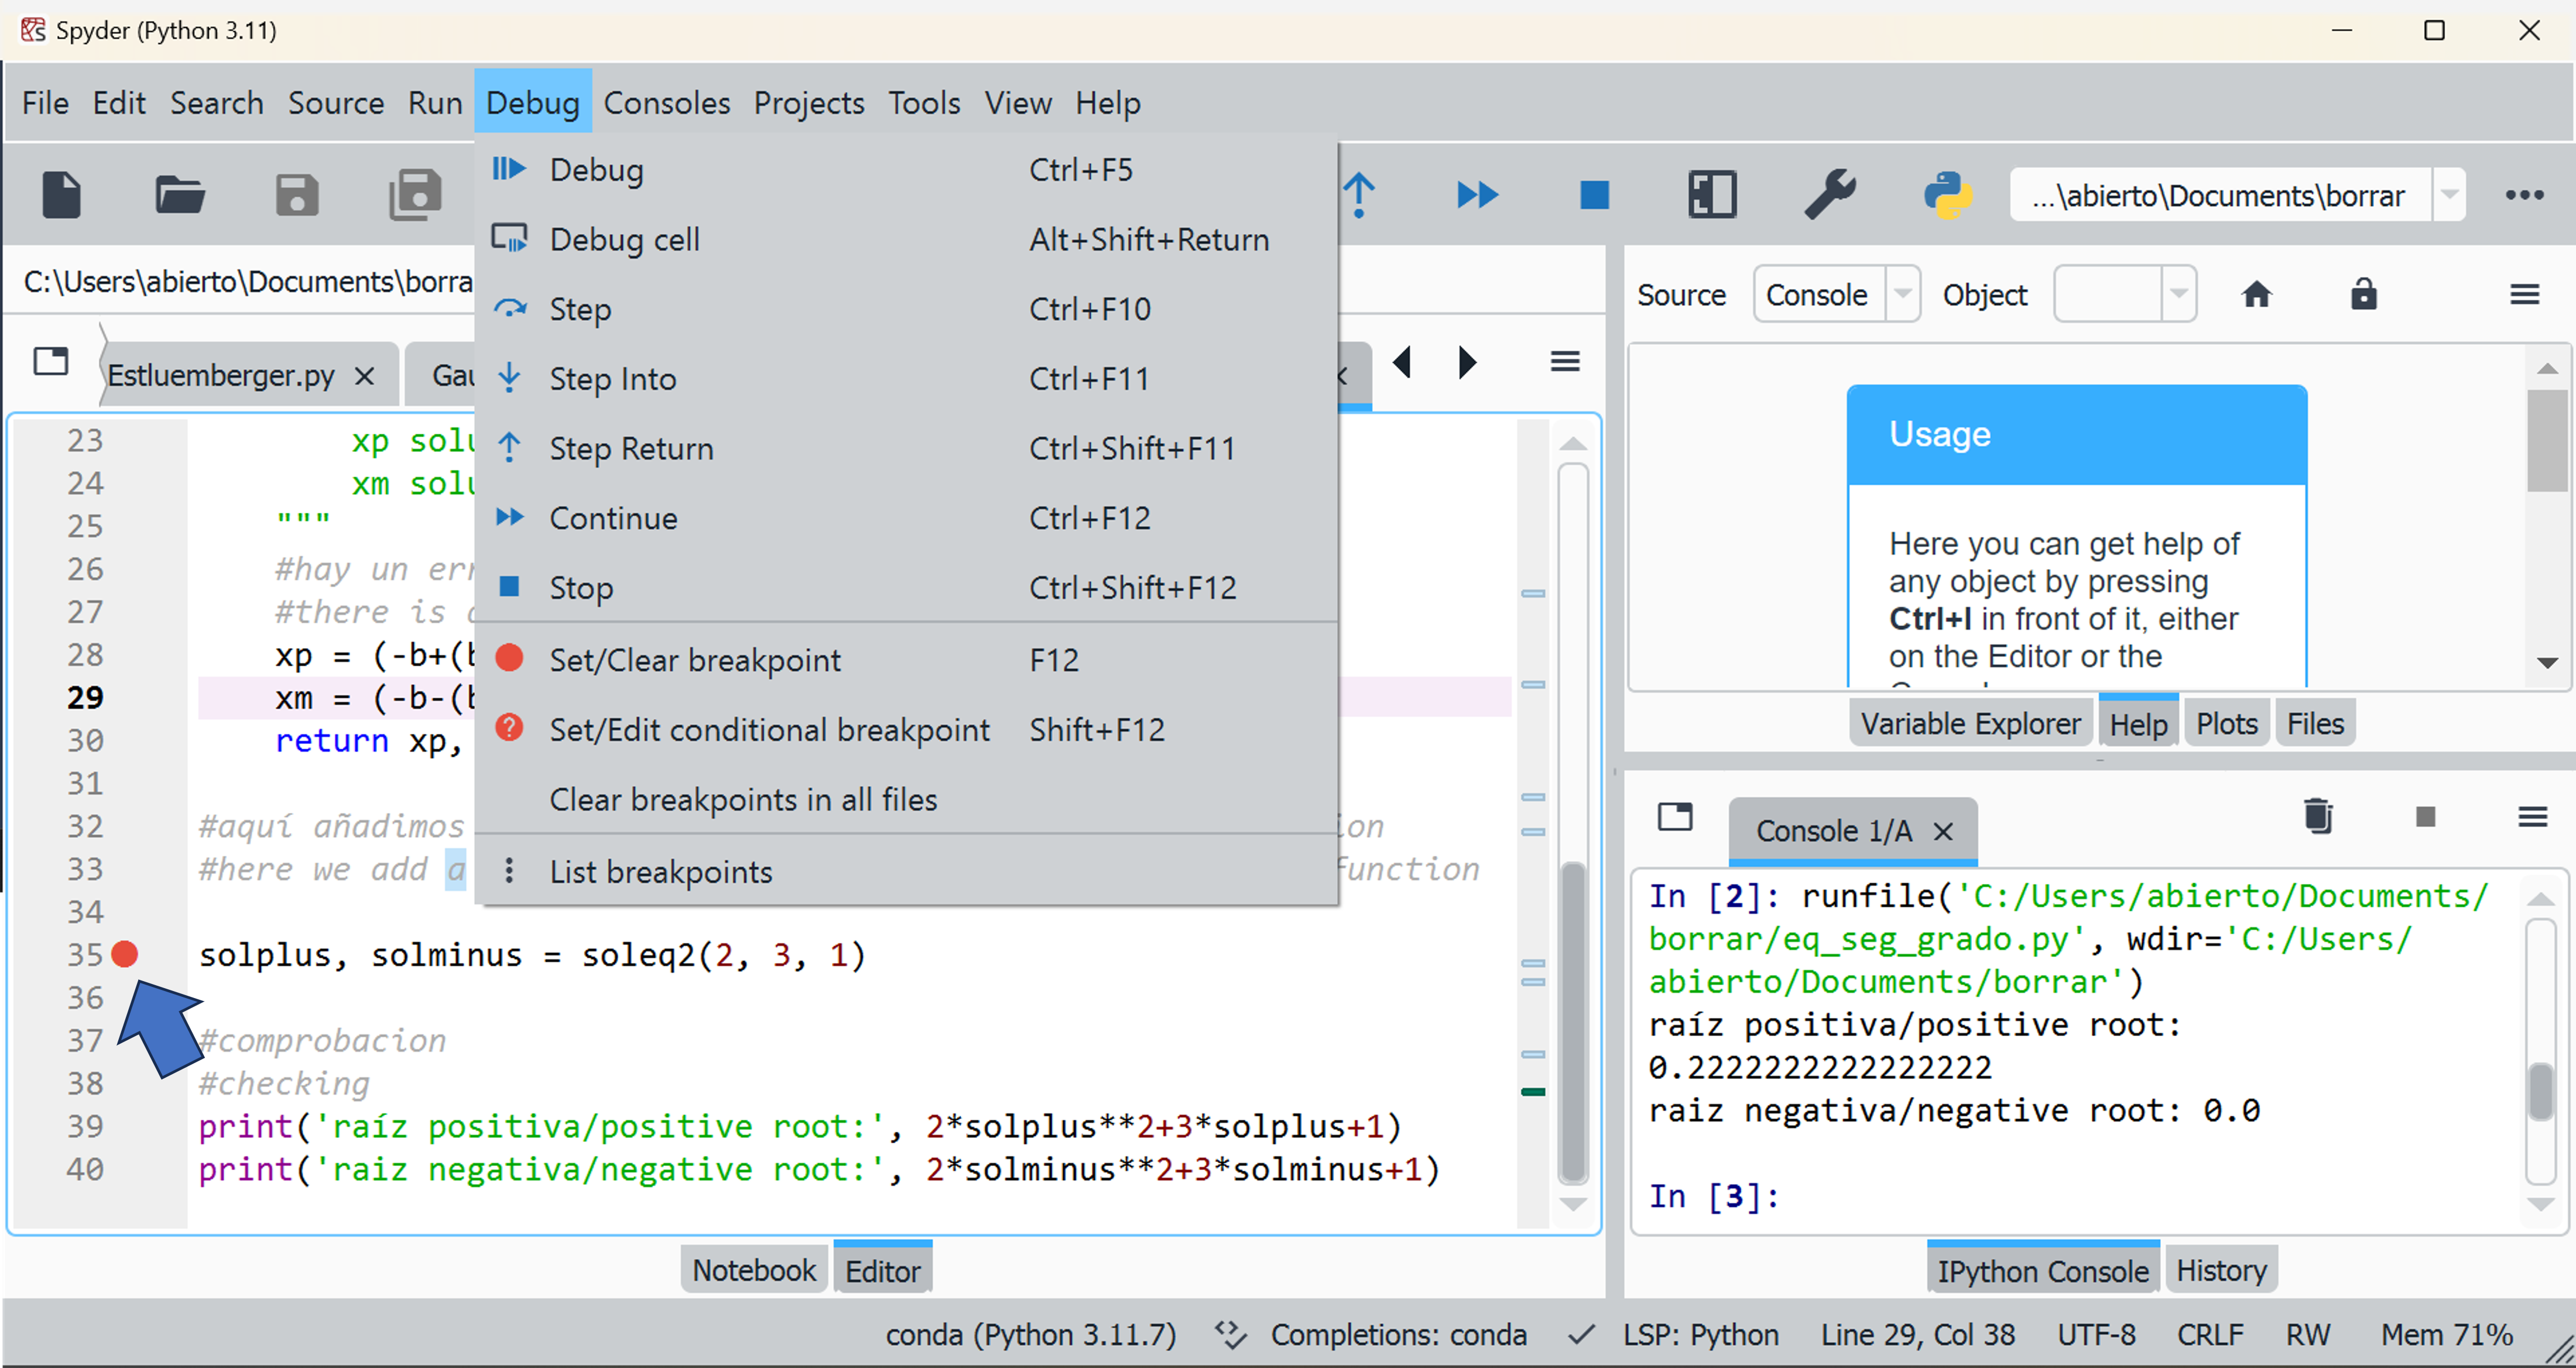 Spyder (Python 3.11)
File Edit Search Source Run Debug Consoles Projects Tools View Help
...\abierto\Documents\borrar
Debug Ctrl+F5
Debug cell Alt+Shift+Return
Step Ctrl+F10
Step Into Ctrl+F11
Step Return Ctrl+Shift+F11
Continue Ctrl+F12
Stop Ctrl+Shift+F12
Set/Clear breakpoint F12
Set/Edit conditional breakpoint Shift+F12
Clear breakpoints in all files
List breakpoints
C:\Users\abierto\Documents\borra
Estluemberger.py Gau
23 xp solu
24 xm solu
25 """
26 #hay un err
27 #there is
28 xp = (-b+(b
29 xm = (-b-(b
30 return xp,
31
32 #aquí añadimos ion
33 #here we add a function
34
35 solplus, solminus = soleq2(2, 3, 1)
36
37 #comprobacion
38 #checking
39 print('raíz positiva/positive root:', 2*solplus**2+3*solplus+1)
40 print('raiz negativa/negative root:', 2*solminus**2+3*solminus+1)
Notebook Editor
Source Console Object
Usage
Here you can get help of
any object by pressing
Ctrl+I in front of it, either
on the Editor or the
Variable Explorer Help Plots Files
Console 1/A
In [2]: runfile('C:/Users/abierto/Documents/
borrar/eq_seg_grado.py', wdir='C:/Users/
abierto/Documents/borrar')
raíz positiva/positive root:
0.2222222222222222
raiz negativa/negative root: 0.0
In [3]:
IPython Console History
conda (Python 3.11.7) Completions: conda LSP: Python Line 29, Col 38 UTF-8 CRLF RW Mem 71%